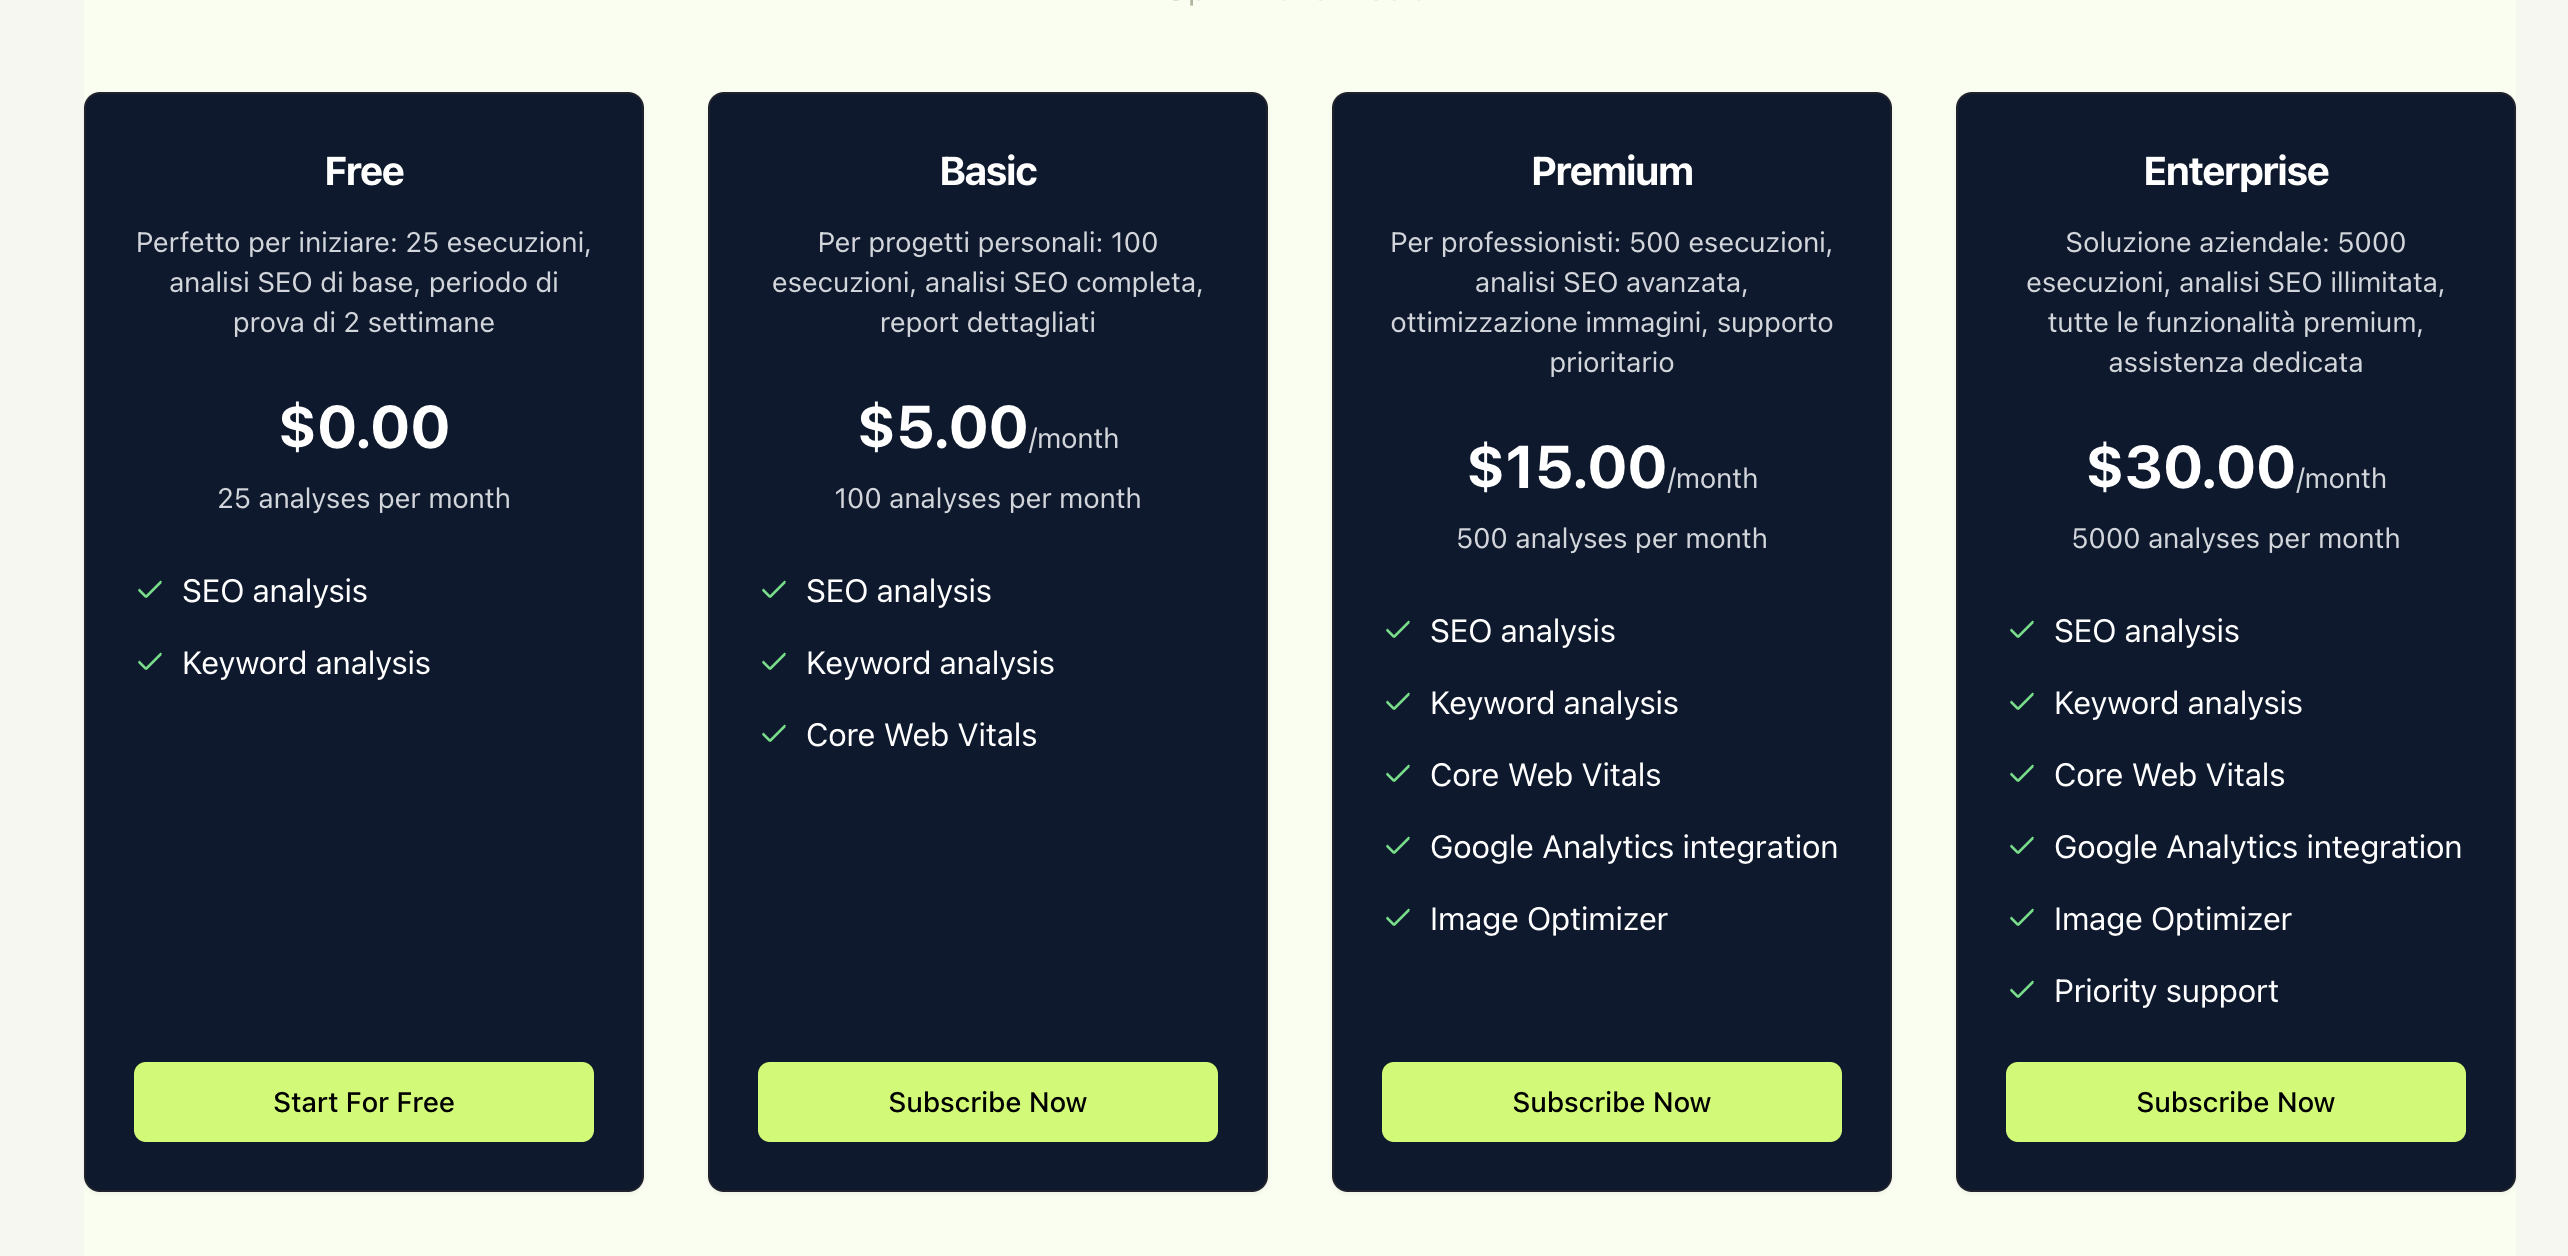 Free
Perfetto per iniziare: 25 esecuzioni,
analisi SEO di base, periodo di
prova di 2 settimane
$0.00
25 analyses per month
SEO analysis
Keyword analysis
Start For Free
Basic
Per progetti personali: 100
esecuzioni, analisi SEO completa,
report dettagliati
$5.00/month
100 analyses per month
SEO analysis
Keyword analysis
Core Web Vitals
Subscribe Now
Premium
Per professionisti: 500 esecuzioni,
analisi SEO avanzata,
ottimizzazione immagini, supporto
prioritario
$15.00/month
500 analyses per month
SEO analysis
Keyword analysis
Core Web Vitals
Google Analytics integration
Image Optimizer
Subscribe Now
Enterprise
Soluzione aziendale: 5000
esecuzioni, analisi SEO illimitata,
tutte le funzionalità premium,
assistenza dedicata
$30.00/month
5000 analyses per month
SEO analysis
Keyword analysis
Core Web Vitals
Google Analytics integration
Image Optimizer
Priority support
Subscribe Now